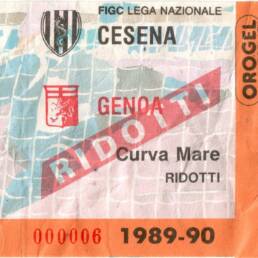 FIGC LEGA NAZIONALE
CESENA
OROGEL
GENOA
RIDOTTI
Curva Mare
RIDOTTI
000006
1989-90